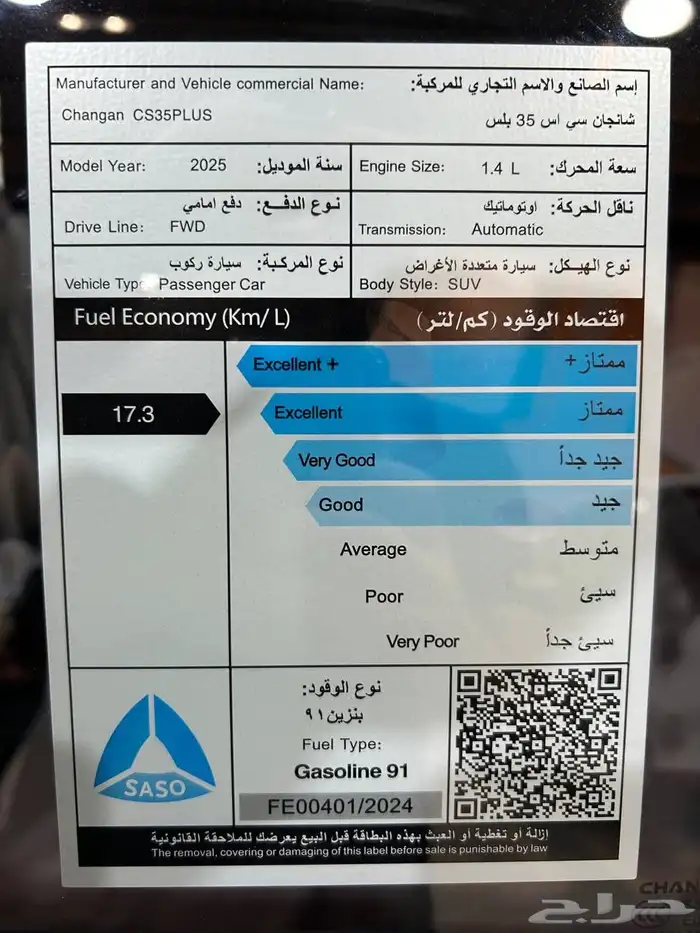 Manufacturer and Vehicle commercial Name: إسم الصانع والاسم التجاري للمركبة:
Changan CS35PLUS شانجان سي اس 35 بلس
Model Year: 2025 سنة الموديل:
Engine Size: 1.4 L سعة المحرك:
نوع الدفع: دفع امامي
Drive Line: FWD
ناقل الحركة: اوتوماتيك
Transmission: Automatic
نوع المركبة: سيارة ركوب
Vehicle Type Passenger Car
نوع الهيكل: سيارة متعددة الأغراض
Body Style: SUV
Fuel Economy (Km/ L) اقتصاد الوقود (كم/لتر)
Excellent + ممتاز+
17.3
Excellent ممتاز
Very Good جيد جداً
Good جيد
Average متوسط
Poor سيئ
Very Poor سيئ جداً
SASO
نوع الوقود:
بنزين ٩١
Fuel Type:
Gasoline 91
FE00401/2024
إزالة أو تغطية أو العبث بهذه البطاقة قبل البيع يعرضك للملاحقة القانونية
The removal, covering or damaging of this label before sale is punishable by law
CHAN
حراج